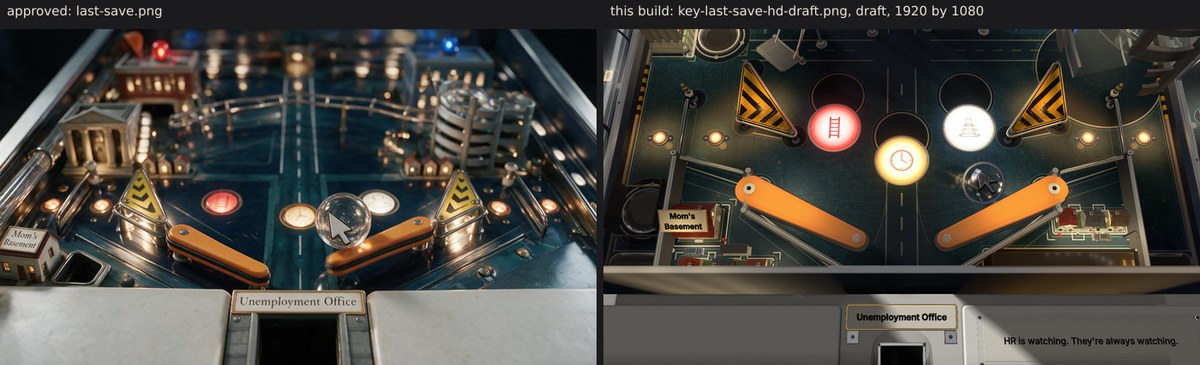 approved: last-save.png
this build: key-last-save-hd-draft.png, draft, 1920 by 1080
Mom's
Basement
Unemployment Office
Mom's
Basement
Unemployment Office
HR is watching. They're always watching.